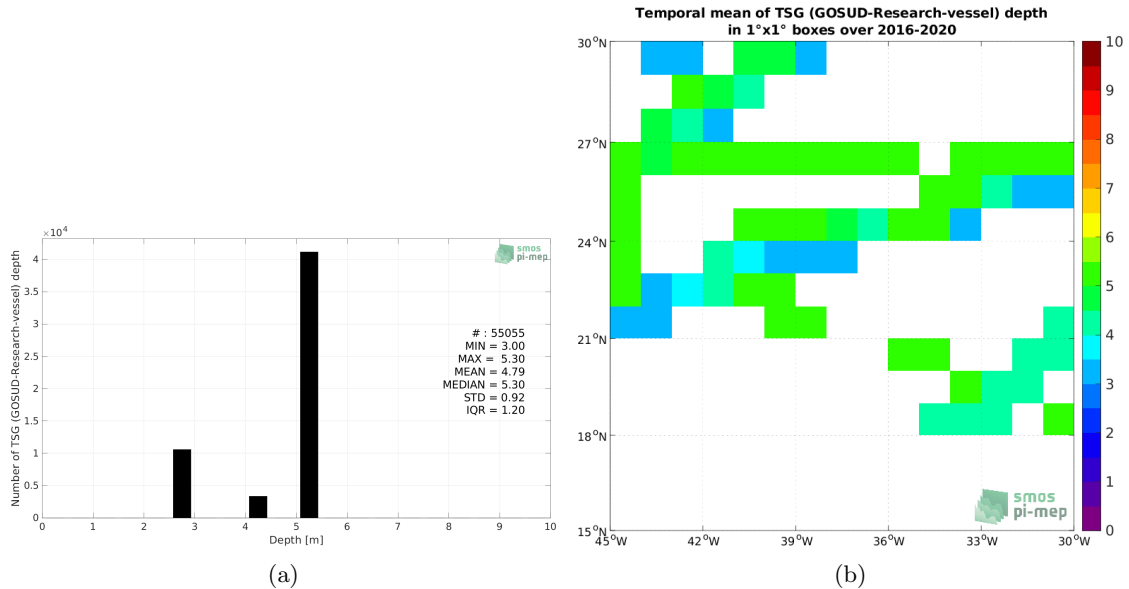 ×10⁴
4
3.5
3
2.5
2
1.5
1
0.5
0
0 1 2 3 4 5 6 7 8 9 10
Depth [m]
Number of TSG (GOSUD-Research-vessel) depth
smos
pi-mep
# : 55055
MIN = 3.00
MAX = 5.30
MEAN = 4.79
MEDIAN = 5.30
STD = 0.92
IQR = 1.20
(a)
Temporal mean of TSG (GOSUD-Research-vessel) depth
in 1°x1° boxes over 2016-2020
30°N
27°N
24°N
21°N
18°N
15°N
45°W 42°W 39°W 36°W 33°W 30°W
smos
pi-mep
10
9
8
7
6
5
4
3
2
1
0
(b)